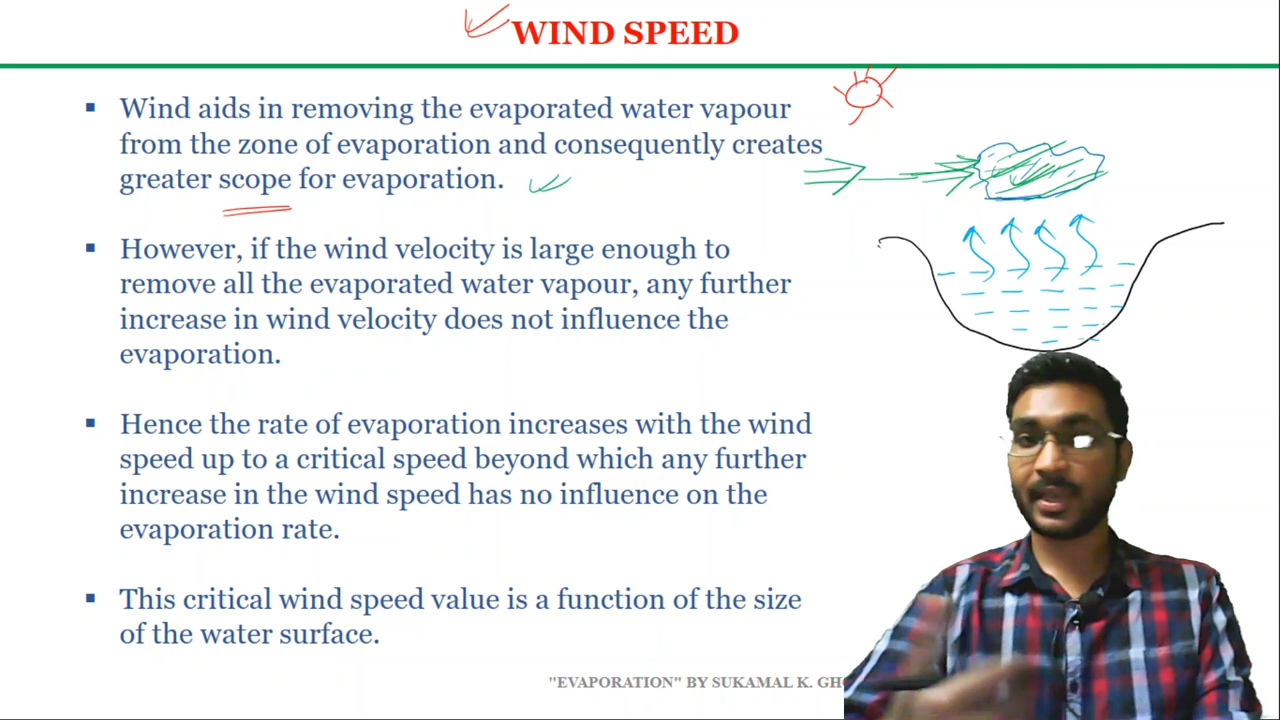 WIND SPEED
▪ Wind aids in removing the evaporated water vapour
from the zone of evaporation and consequently creates
greater scope for evaporation.
▪ However, if the wind velocity is large enough to
remove all the evaporated water vapour, any further
increase in wind velocity does not influence the
evaporation.
▪ Hence the rate of evaporation increases with the wind
speed up to a critical speed beyond which any further
increase in the wind speed has no influence on the
evaporation rate.
▪ This critical wind speed value is a function of the size
of the water surface.
"EVAPORATION" BY SUKAMAL K.